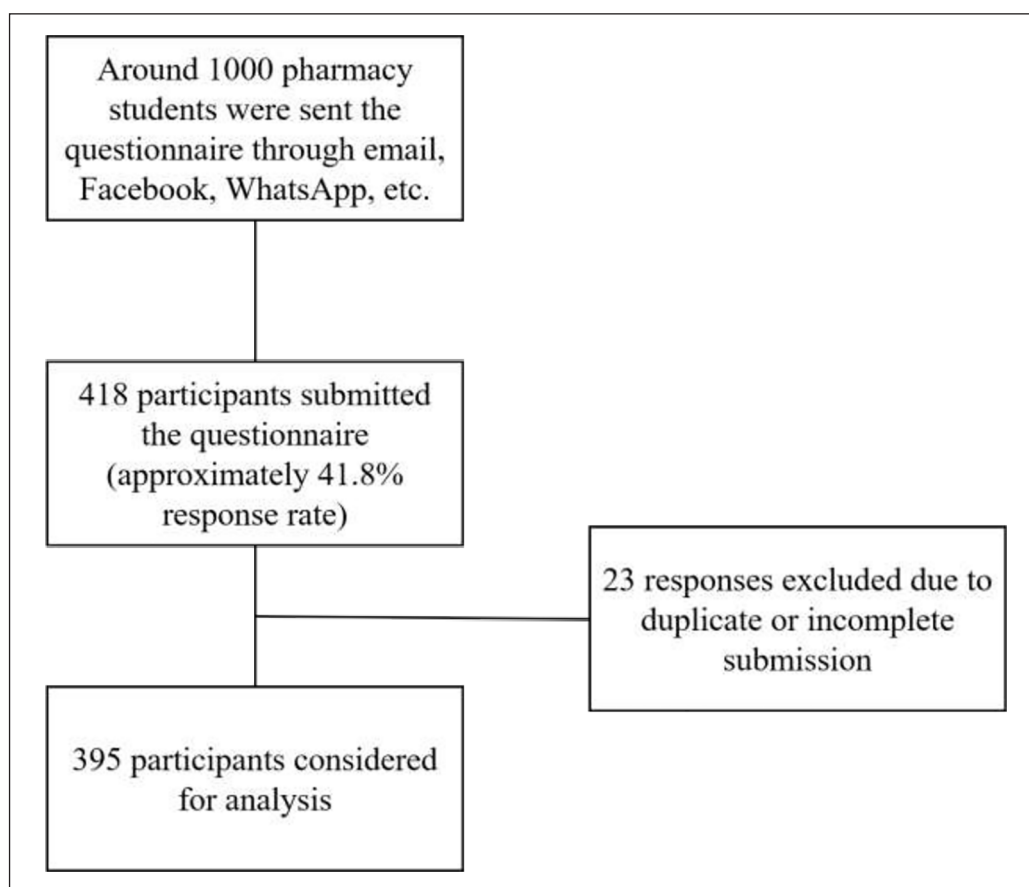 Around 1000 pharmacy
students were sent the
questionnaire through email,
Facebook, WhatsApp, etc.
418 participants submitted
the questionnaire
(approximately 41.8%
response rate)
23 responses excluded due to
duplicate or incomplete
submission
395 participants considered
for analysis